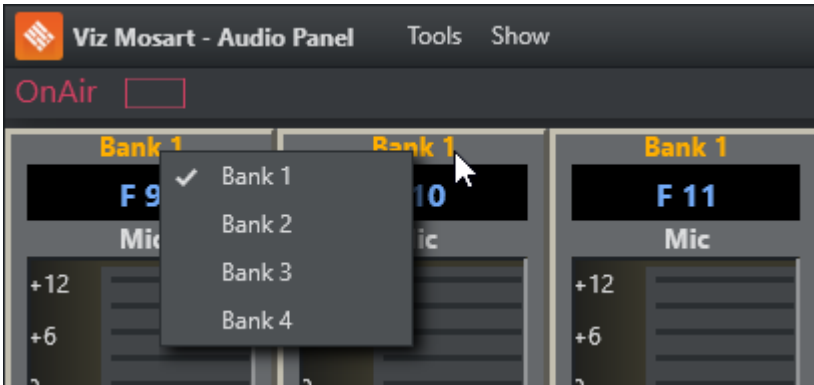 Viz Mosart - Audio Panel Tools Show
OnAir
Bank 1 Bank 1 Bank 1
Bank 1
Bank 2
Bank 3
Bank 4
F 9 10 F 11
Mic Mic
+12 +12
+6 +6